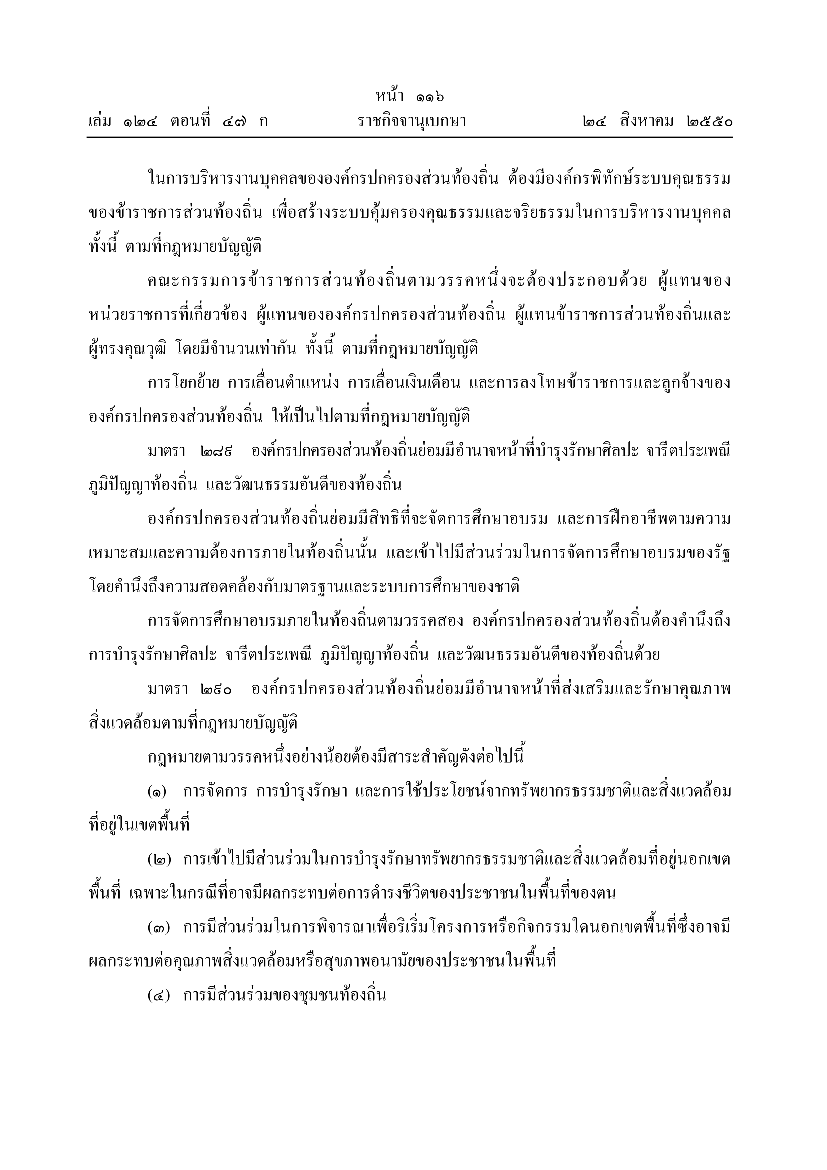 หน้า ๑๑๖
เล่ม ๑๒๔ ตอนที่ ๔๗ ก ราชกิจจานุเบกษา ๒๔ สิงหาคม ๒๕๕๐
ในการบริหารงานบุคคลขององค์กรปกครองส่วนท้องถิ่น ต้องมีองค์กรพิทักษ์ระบบคุณธรรม
ของข้าราชการส่วนท้องถิ่น เพื่อสร้างระบบคุ้มครองคุณธรรมและจริยธรรมในการบริหารงานบุคคล
ทั้งนี้ ตามที่กฎหมายบัญญัติ
คณะกรรมการข้าราชการส่วนท้องถิ่นตามวรรคหนึ่งจะต้องประกอบด้วย ผู้แทนของ
หน่วยราชการที่เกี่ยวข้อง ผู้แทนขององค์กรปกครองส่วนท้องถิ่น ผู้แทนข้าราชการส่วนท้องถิ่นและ
ผู้ทรงคุณวุฒิ โดยมีจำนวนเท่ากัน ทั้งนี้ ตามที่กฎหมายบัญญัติ
การโยกย้าย การเลื่อนตำแหน่ง การเลื่อนเงินเดือน และการลงโทษข้าราชการและลูกจ้างของ
องค์กรปกครองส่วนท้องถิ่น ให้เป็นไปตามที่กฎหมายบัญญัติ
มาตรา ๒๘๙ องค์กรปกครองส่วนท้องถิ่นย่อมมีอำนาจหน้าที่บำรุงรักษาศิลปะ จารีตประเพณี
ภูมิปัญญาท้องถิ่น และวัฒนธรรมอันดีของท้องถิ่น
องค์กรปกครองส่วนท้องถิ่นย่อมมีสิทธิที่จะจัดการศึกษาอบรม และการฝึกอาชีพตามความ
เหมาะสมและความต้องการภายในท้องถิ่นนั้น และเข้าไปมีส่วนร่วมในการจัดการศึกษาอบรมของรัฐ
โดยคำนึงถึงความสอดคล้องกับมาตรฐานและระบบการศึกษาของชาติ
การจัดการศึกษาอบรมภายในท้องถิ่นตามวรรคสอง องค์กรปกครองส่วนท้องถิ่นต้องคำนึงถึง
การบำรุงรักษาศิลปะ จารีตประเพณี ภูมิปัญญาท้องถิ่น และวัฒนธรรมอันดีของท้องถิ่นด้วย
มาตรา ๒๙๐ องค์กรปกครองส่วนท้องถิ่นย่อมมีอำนาจหน้าที่ส่งเสริมและรักษาคุณภาพ
สิ่งแวดล้อมตามที่กฎหมายบัญญัติ
กฎหมายตามวรรคหนึ่งอย่างน้อยต้องมีสาระสำคัญดังต่อไปนี้
(๑) การจัดการ การบำรุงรักษา และการใช้ประโยชน์จากทรัพยากรธรรมชาติและสิ่งแวดล้อม
ที่อยู่ในเขตพื้นที่
(๒) การเข้าไปมีส่วนร่วมในการบำรุงรักษาทรัพยากรธรรมชาติและสิ่งแวดล้อมที่อยู่นอกเขต
พื้นที่ เฉพาะในกรณีที่อาจมีผลกระทบต่อการดำรงชีวิตของประชาชนในพื้นที่ของตน
(๓) การมีส่วนร่วมในการพิจารณาเพื่อริเริ่มโครงการหรือกิจกรรมใดนอกเขตพื้นที่ซึ่งอาจมี
ผลกระทบต่อคุณภาพสิ่งแวดล้อมหรือสุขภาพอนามัยของประชาชนในพื้นที่
(๔) การมีส่วนร่วมของชุมชนท้องถิ่น